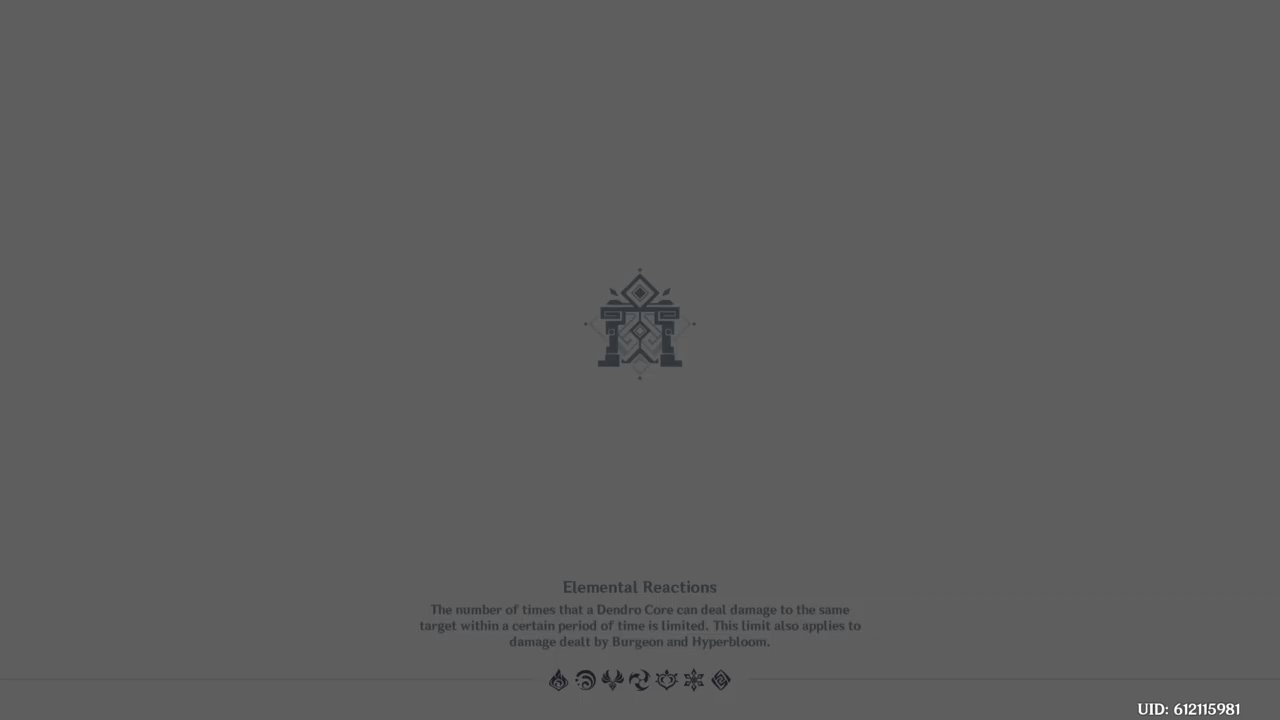 Elemental Reactions
The number of times that a Dendro Core can deal damage to the same
target within a certain period of time is limited. This limit also applies to
damage dealt by Burgeon and Hyperbloom.
UID: 612115981